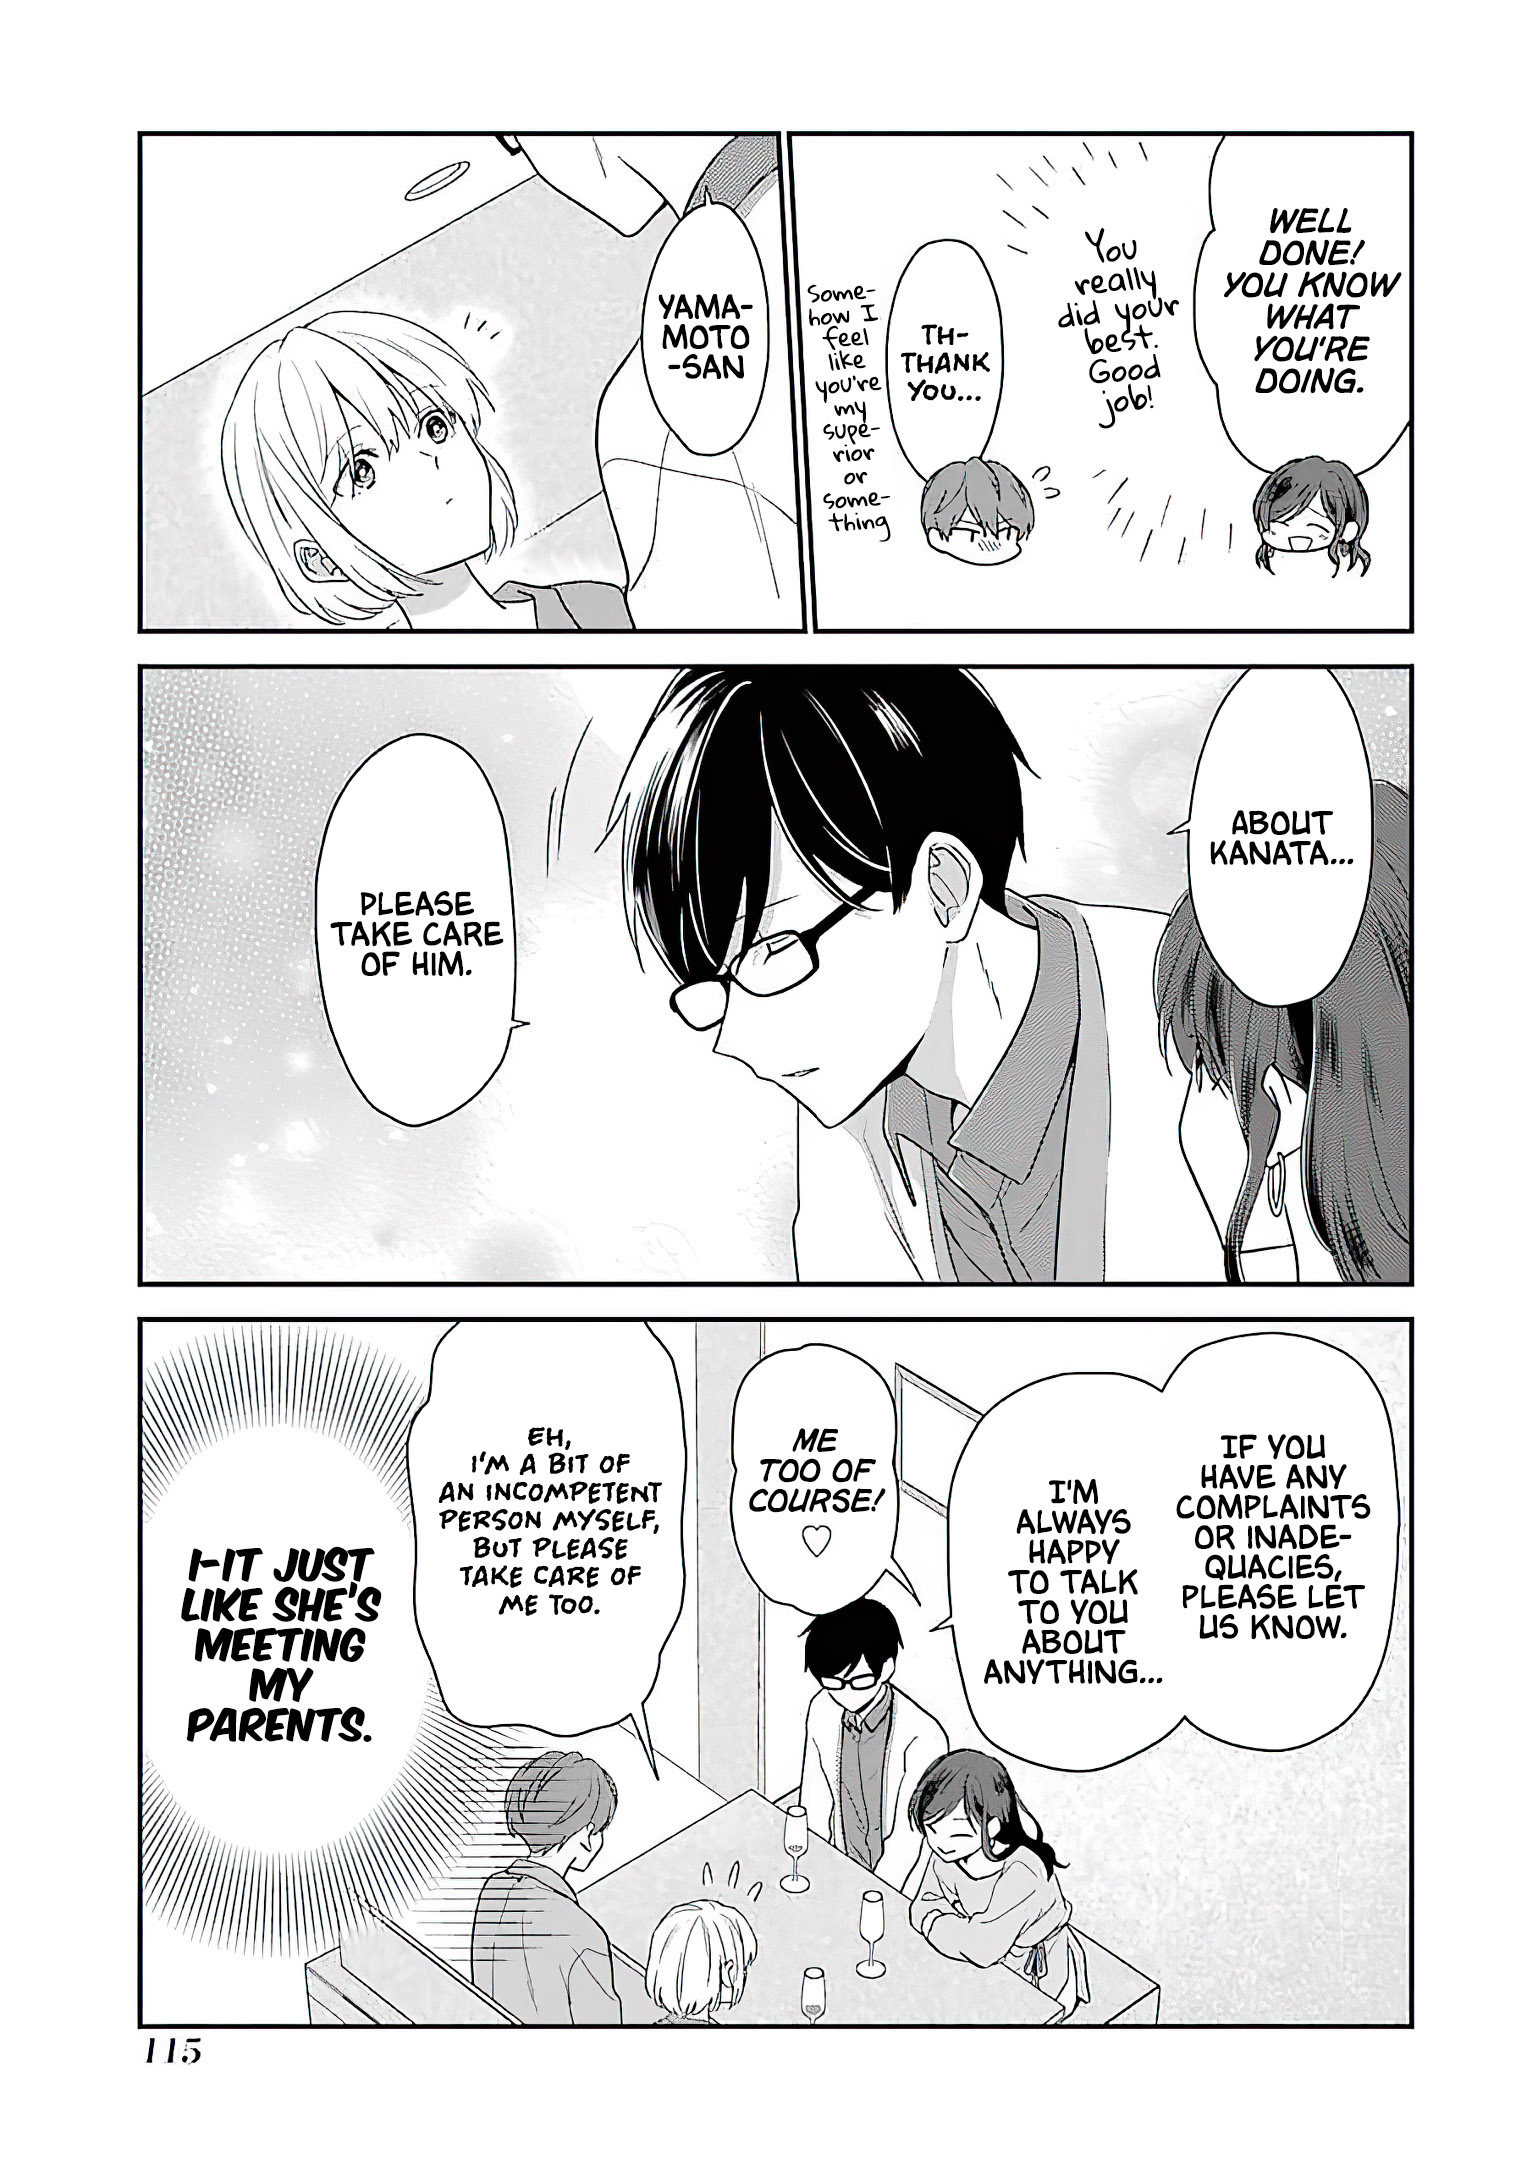 WELL
DONE!
YOU KNOW
WHAT
YOU'RE
DOING.
You
really
did your
best.
Good
job!
TH-
THANK
YOU...
Some-
how I
feel
like
you're
my
supe-
rior
or
some-
thing
YAMA-
MOTO
-SAN
ABOUT
KANATA...
PLEASE
TAKE CARE
OF HIM.
IF YOU
HAVE ANY
COMPLAINTS
OR INADE-
QUACIES,
PLEASE LET
US KNOW.
I'M
ALWAYS
HAPPY
TO TALK
TO YOU
ABOUT
ANYTHING...
ME
TOO OF
COURSE!
♡
EH,
I'M A BIT OF
AN INCOMPETENT
PERSON MYSELF,
BUT PLEASE
TAKE CARE OF
ME TOO.
I-IT JUST
LIKE SHE'S
MEETING
MY
PARENTS.
115